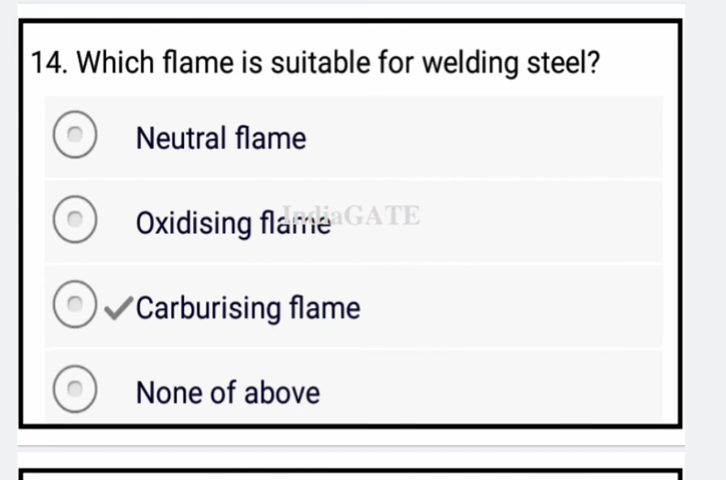 14. Which flame is suitable for welding steel?
Neutral flame
Oxidising flame
IndiaGATE
Carburising flame
None of above